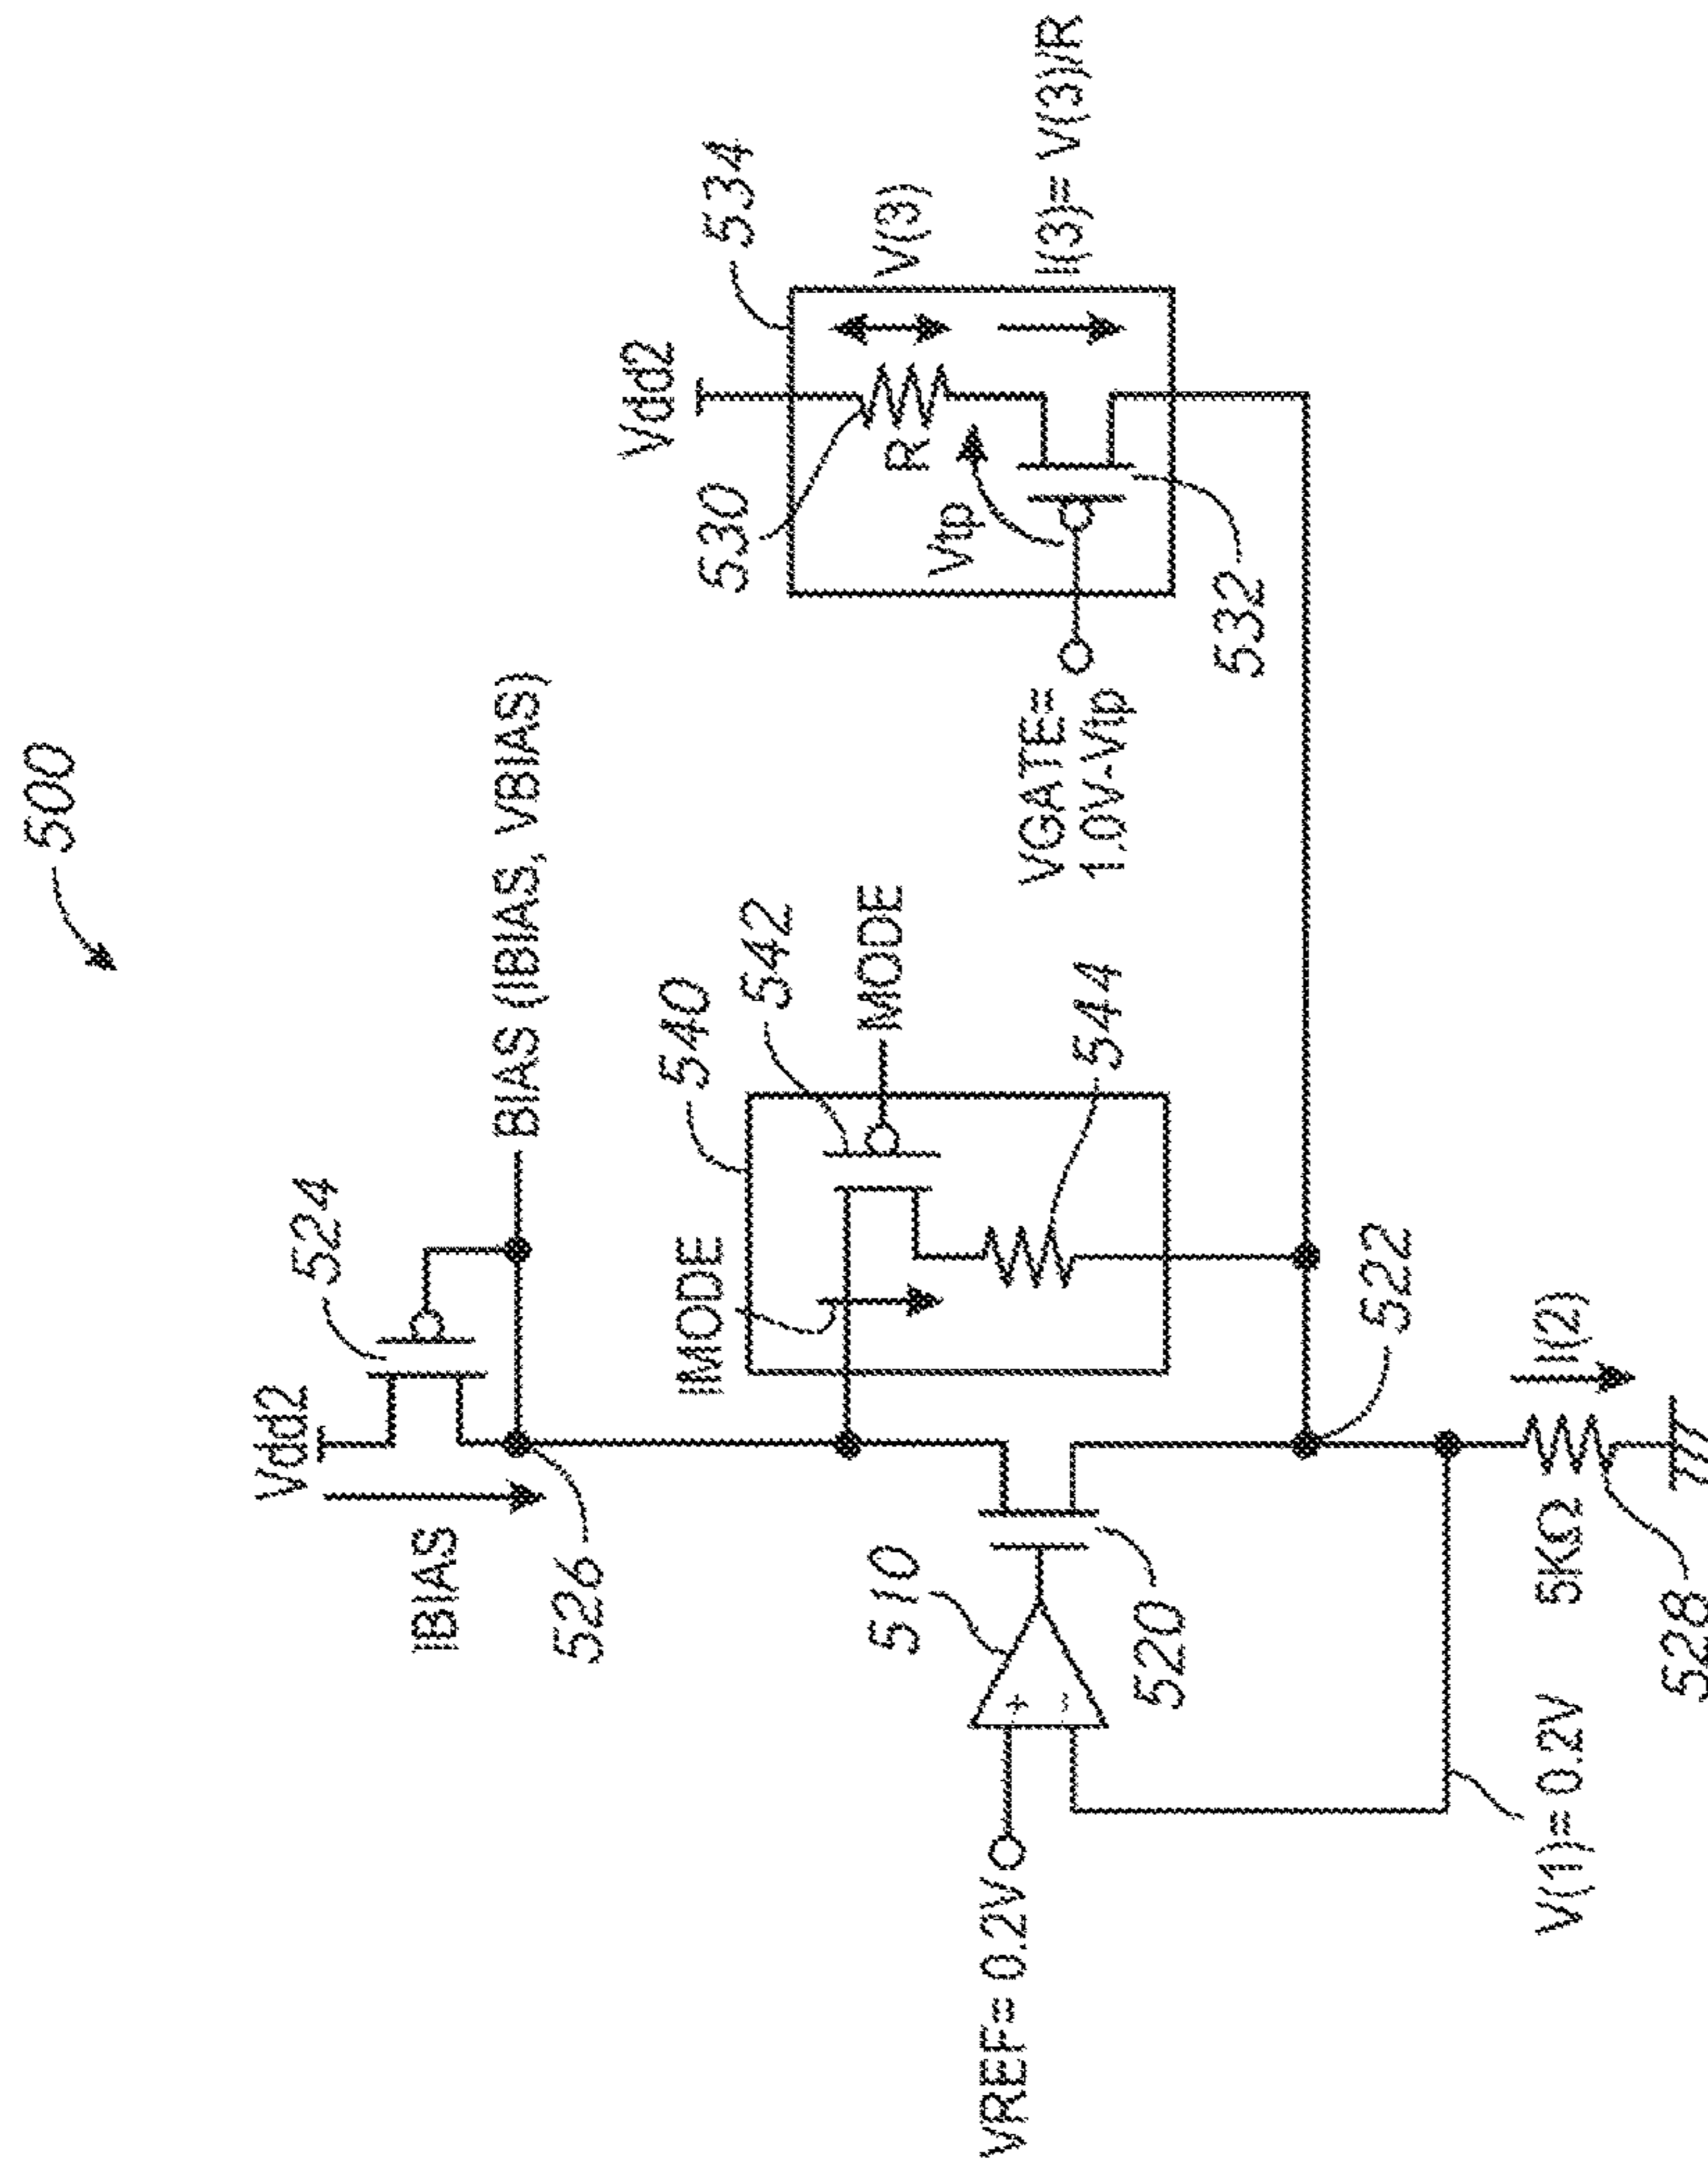 500
Vdd2
524
IBIAS
BIAS (IBIAS, VBIAS)
526
Vdd2
534
530
R
V(3)
Vtp
I(3)= V(3)/R
VGATE=
1.0V-Vtp
532
540
542
IMODE
MODE
544
510
+
-
520
VREF= 0.2V
522
V(1)= 0.2V
5KΩ
I(2)
528